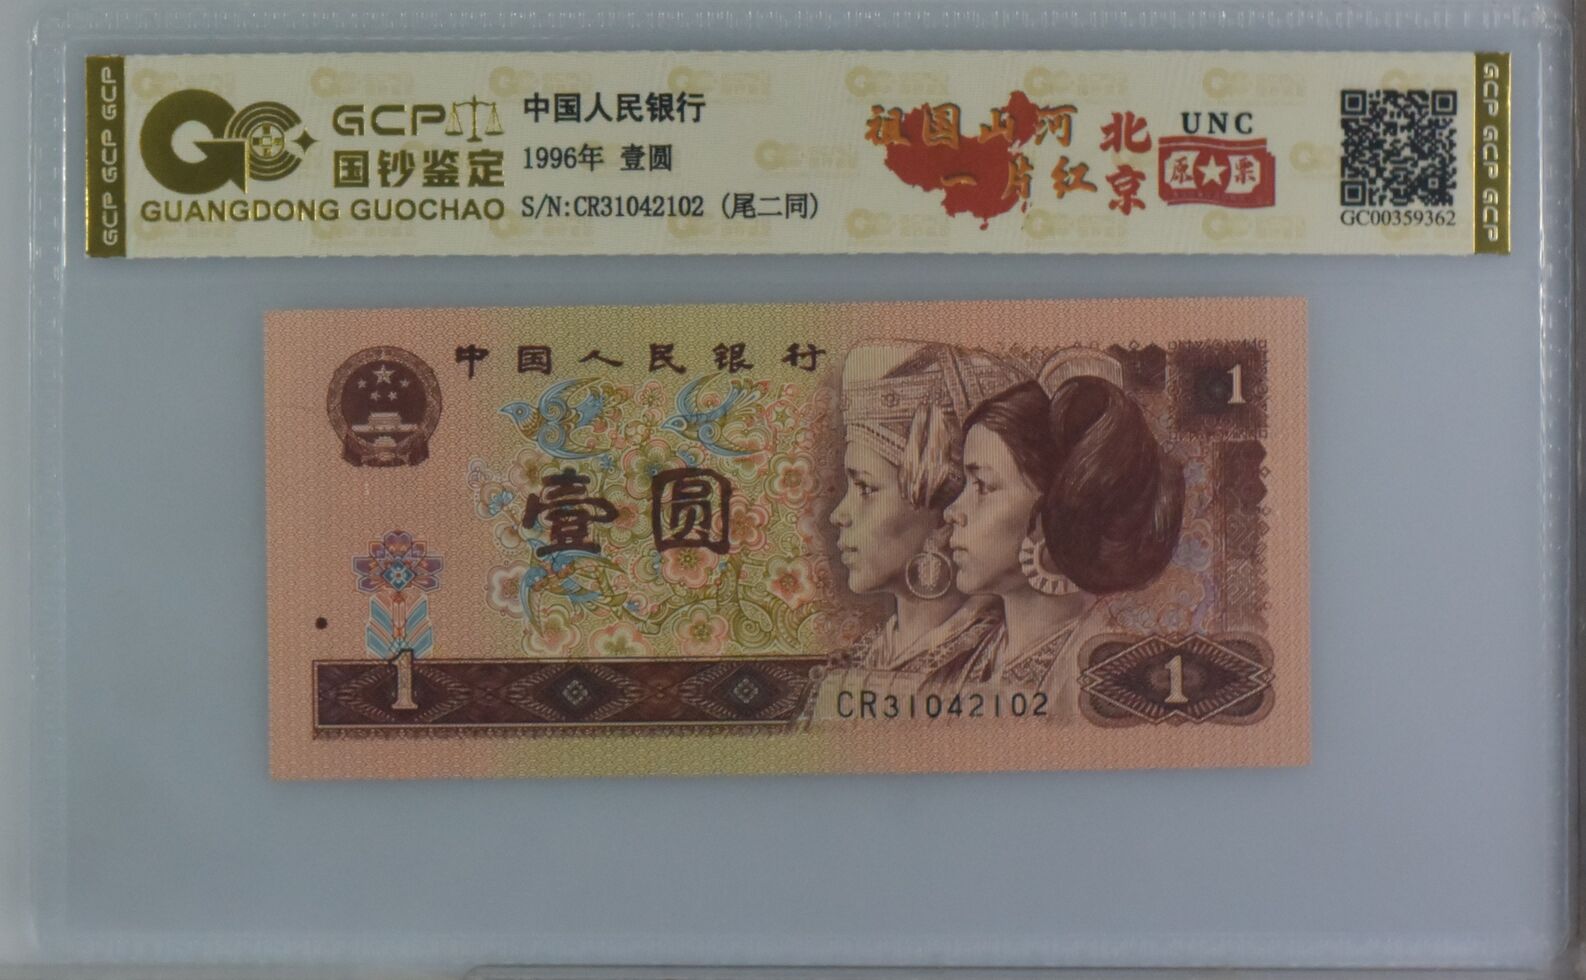 GCP GCP GCP
GCP
国钞鉴定
GUANGDONG GUOCHAO
中国人民银行
1996年 壹圆
S/N:CR31042102 (尾二同)
祖国山河
一片红
北京
UNC
原★票
GC00359362
GCP GCP GCP
中国人民银行
1
壹圆
1
CR31042102
1